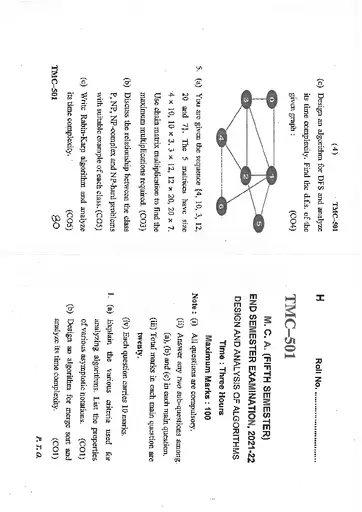 (4)
TMC-501
(c) Design an algorithm for DFS and analyze
its time complexity. Find the d.f.s. of the
given graph :
(CO4)
5. (a) You are given the sequence {4, 10, 3, 12,
20 and 7}. The 5 matrices have size
4 × 10, 10 × 3, 3 × 12, 12 × 20, 20 × 7.
Use chain matrix multiplication to find the
maximum multiplications required. (CO3)
(b) Discuss the relationship between the class
P, NP, NP-complex and NP-hard problems
with suitable example of each class. (CO5)
(c) Write Rabin-Karp algorithm and analyze
its time complexity. (CO5)
TMC-501
H
Roll No. ..............................
TMC-501
M. C. A. (FIFTH SEMESTER)
END SEMESTER EXAMINATION, 2021-22
DESIGN AND ANALYSIS OF ALGORITHMS
Time : Three Hours
Maximum Marks : 100
Note : (i) All questions are compulsory.
(ii) Answer any two sub-questions among
(a), (b) and (c) in each main question.
(iii) Total marks in each main question are
twenty.
(iv) Each question carries 10 marks.
1. (a) Explain the various criteria used for
analyzing algorithms. List the properties
of various asymptotic notations. (CO1)
(b) Design an algorithm for merge sort and
analyze its time complexity. (CO1)
P. T. O.